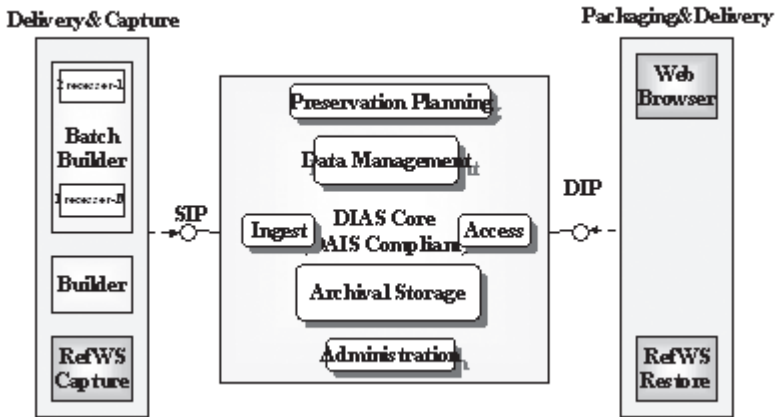 Delivery & Capture
Packaging&Delivery
Batch
Builder
Builder
RefWS
Capture
SIP
Preservation Planning
Data Management
Ingest
DIAS Core
OAIS Compliant
Access
Archival Storage
Administration
DIP
Web
Browser
RefWS
Restore